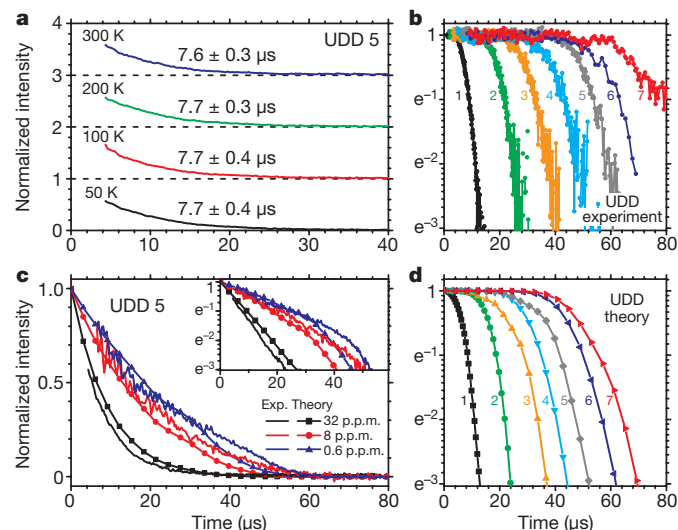 a
UDD 5
Normalized intensity
300 K
7.6 ± 0.3 µs
200 K
7.7 ± 0.3 µs
100 K
7.7 ± 0.4 µs
50 K
7.7 ± 0.4 µs
4
3
2
1
0
0 10 20 30 40
b
1
e⁻¹
e⁻²
e⁻³
1 2 3 4 5 6 7
UDD
experiment
0 20 40 60 80
c
UDD 5
Normalized intensity
1.0
0.5
0
1
e⁻¹
e⁻²
e⁻³
0 20 40
Exp. Theory
32 p.p.m.
8 p.p.m.
0.6 p.p.m.
0 20 40 60 80
Time (µs)
d
UDD
theory
1
e⁻¹
e⁻²
e⁻³
1 2 3 4 5 6 7
0 20 40 60 80
Time (µs)